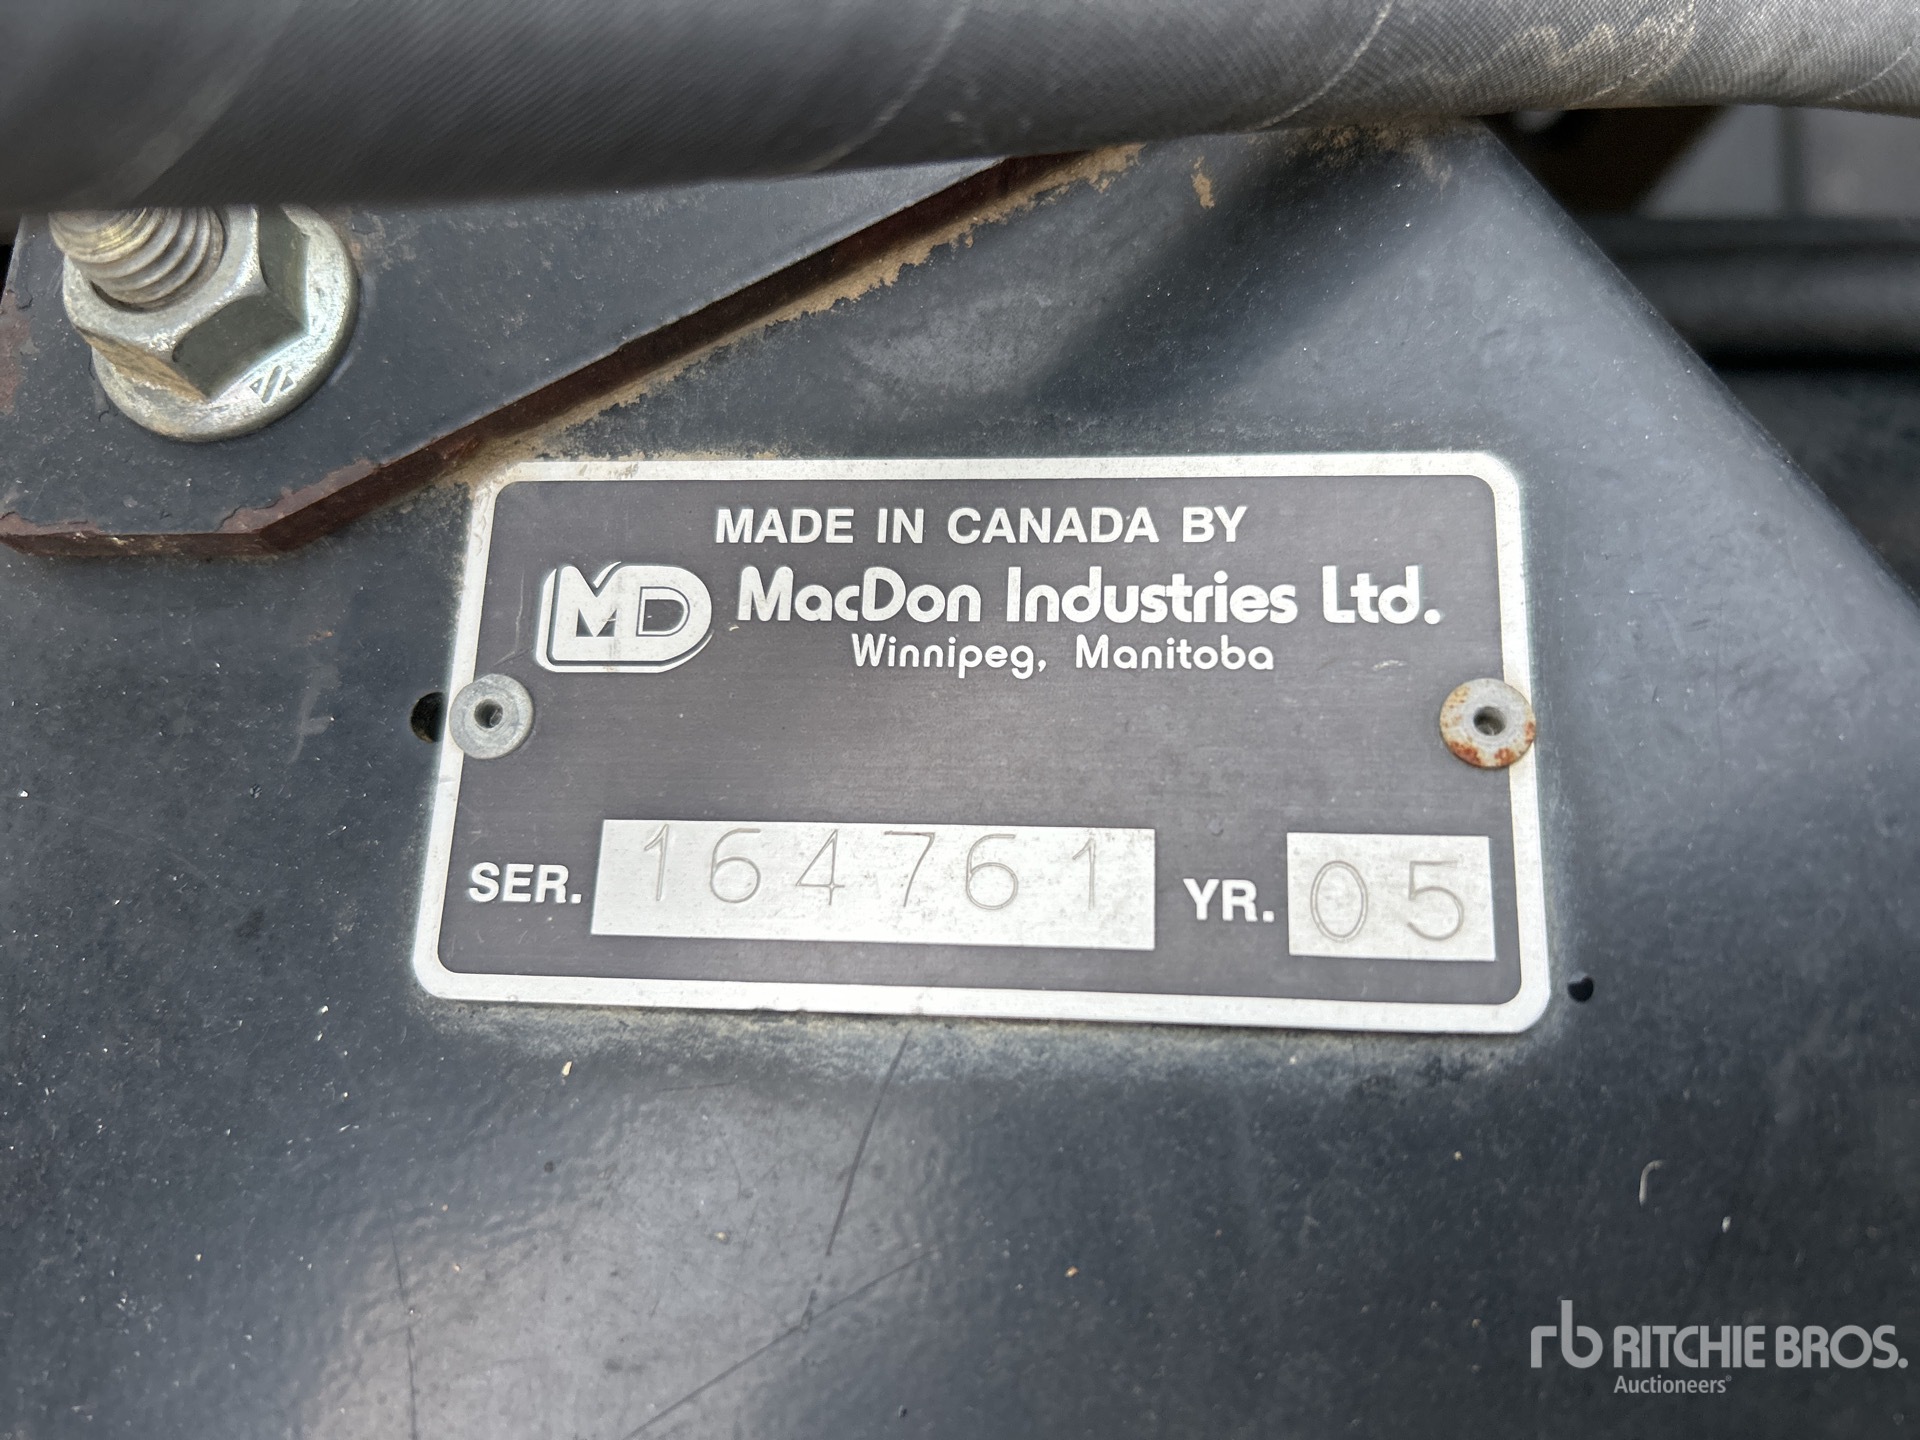 MADE IN CANADA BY
MD MacDon Industries Ltd.
Winnipeg, Manitoba
SER. 164761 YR. 05
rb RITCHIE BROS.
Auctioneers